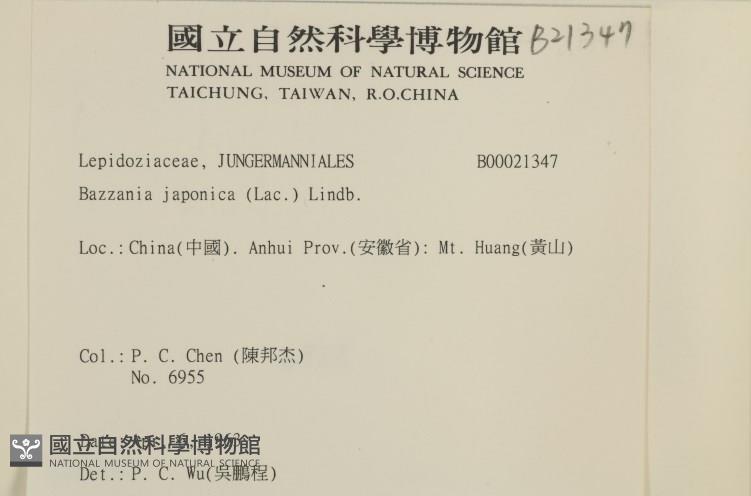 國立自然科學博物館 B21347
NATIONAL MUSEUM OF NATURAL SCIENCE
TAICHUNG, TAIWAN, R.O.CHINA
Lepidoziaceae, JUNGERMANNIALES B00021347
Bazzania japonica (Lac.) Lindb.
Loc.: China(中國). Anhui Prov.(安徽省): Mt. Huang(黃山)
Col.: P. C. Chen (陳邦杰)
No. 6955
國立自然科學博物館
NATIONAL MUSEUM OF NATURAL SCIENCE
Det.: P. C. Wu(吳鵬程)